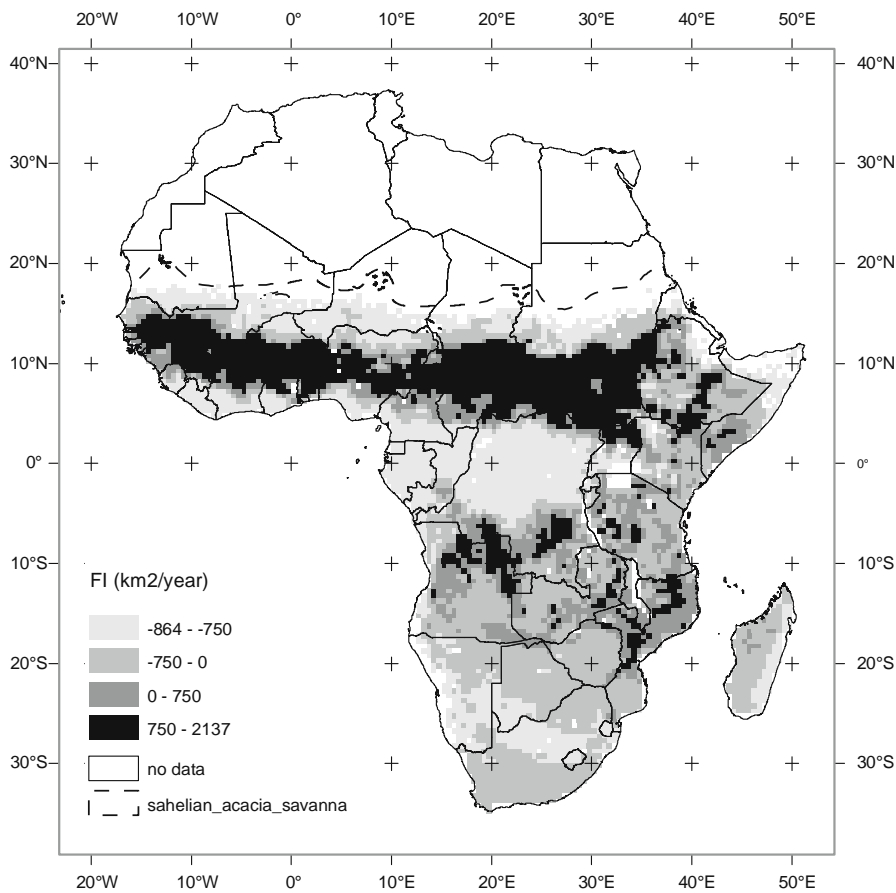 20°W 10°W 0° 10°E 20°E 30°E 40°E 50°E
40°N 40°N
30°N 30°N
20°N 20°N
10°N 10°N
0° 0°
10°S 10°S
20°S 20°S
30°S 30°S
FI (km2/year)
-864 - -750
-750 - 0
0 - 750
750 - 2137
no data
sahelian_acacia_savanna
20°W 10°W 0° 10°E 20°E 30°E 40°E 50°E